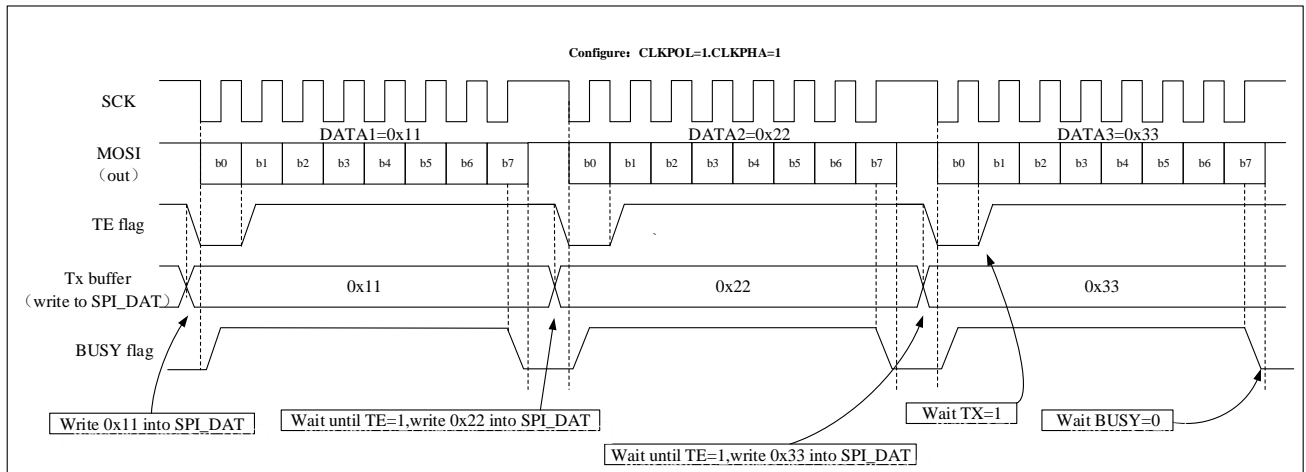 Configure：CLKPOL=1.CLKPHA=1
SCK
DATA1=0x11 DATA2=0x22 DATA3=0x33
MOSI
（out）
b0 b1 b2 b3 b4 b5 b6 b7 b0 b1 b2 b3 b4 b5 b6 b7 b0 b1 b2 b3 b4 b5 b6 b7
TE flag
Tx buffer
（write to SPI_DAT）
0x11 0x22 0x33
BUSY flag
Write 0x11 into SPI_DAT
Wait until TE=1,write 0x22 into SPI_DAT
Wait TX=1
Wait BUSY=0
Wait until TE=1,write 0x33 into SPI_DAT